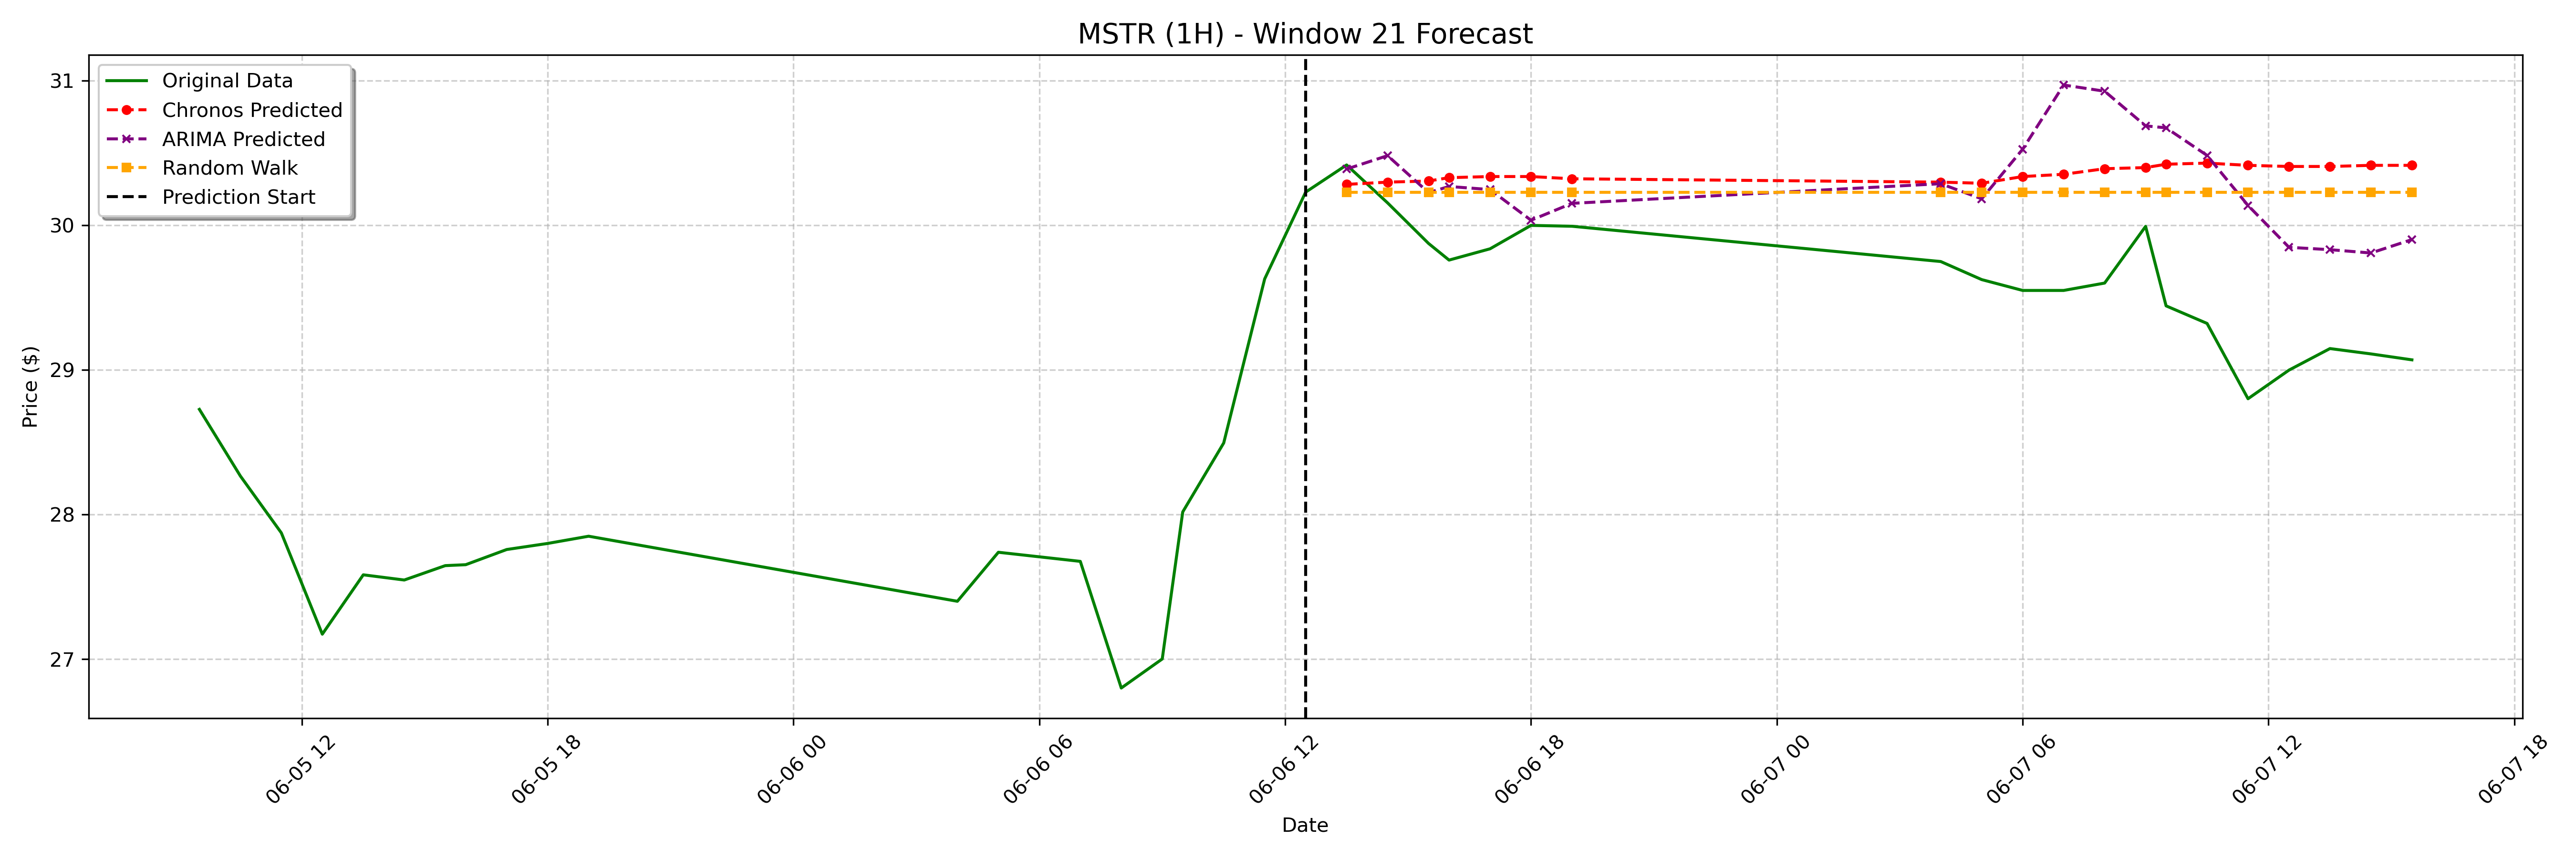 MSTR (1H) - Window 21 Forecast
Original Data
Chronos Predicted
ARIMA Predicted
Random Walk
Prediction Start
Price ($)
31
30
29
28
27
06-05 12
06-05 18
06-06 00
06-06 06
06-06 12
06-06 18
06-07 00
06-07 06
06-07 12
06-07 18
Date